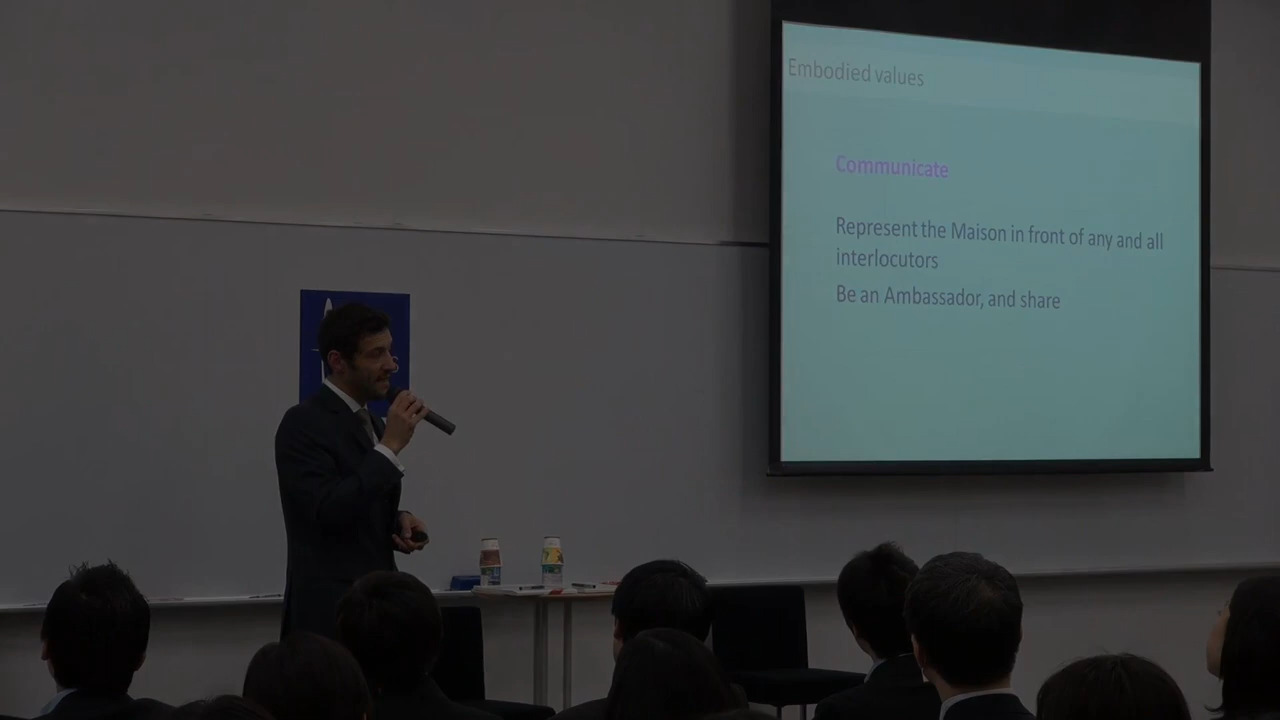 Embodied values
Communicate
Represent the Maison in front of any and all
interlocutors
Be an Ambassador, and share